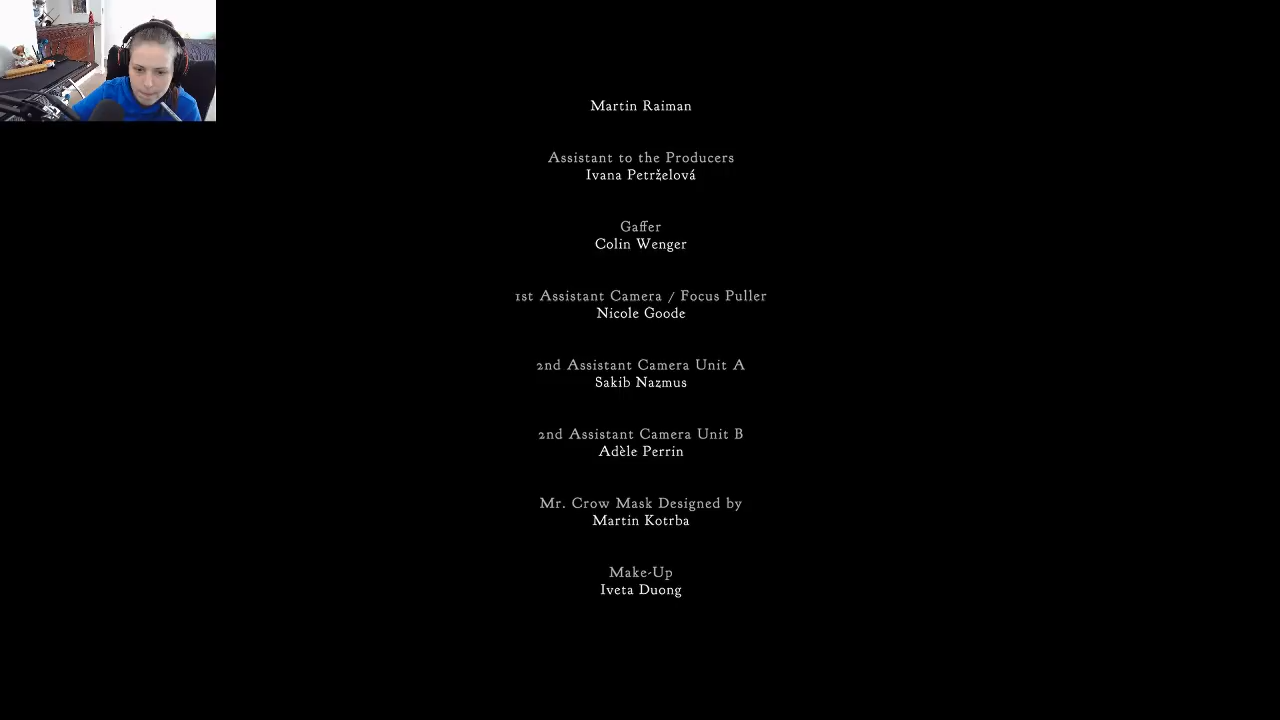 Martin Raiman
Assistant to the Producers
Ivana Petrželová
Gaffer
Colin Wenger
1st Assistant Camera / Focus Puller
Nicole Goode
2nd Assistant Camera Unit A
Sakib Nazmus
2nd Assistant Camera Unit B
Adèle Perrin
Mr. Crow Mask Designed by
Martin Kotrba
Make-Up
Iveta Duong